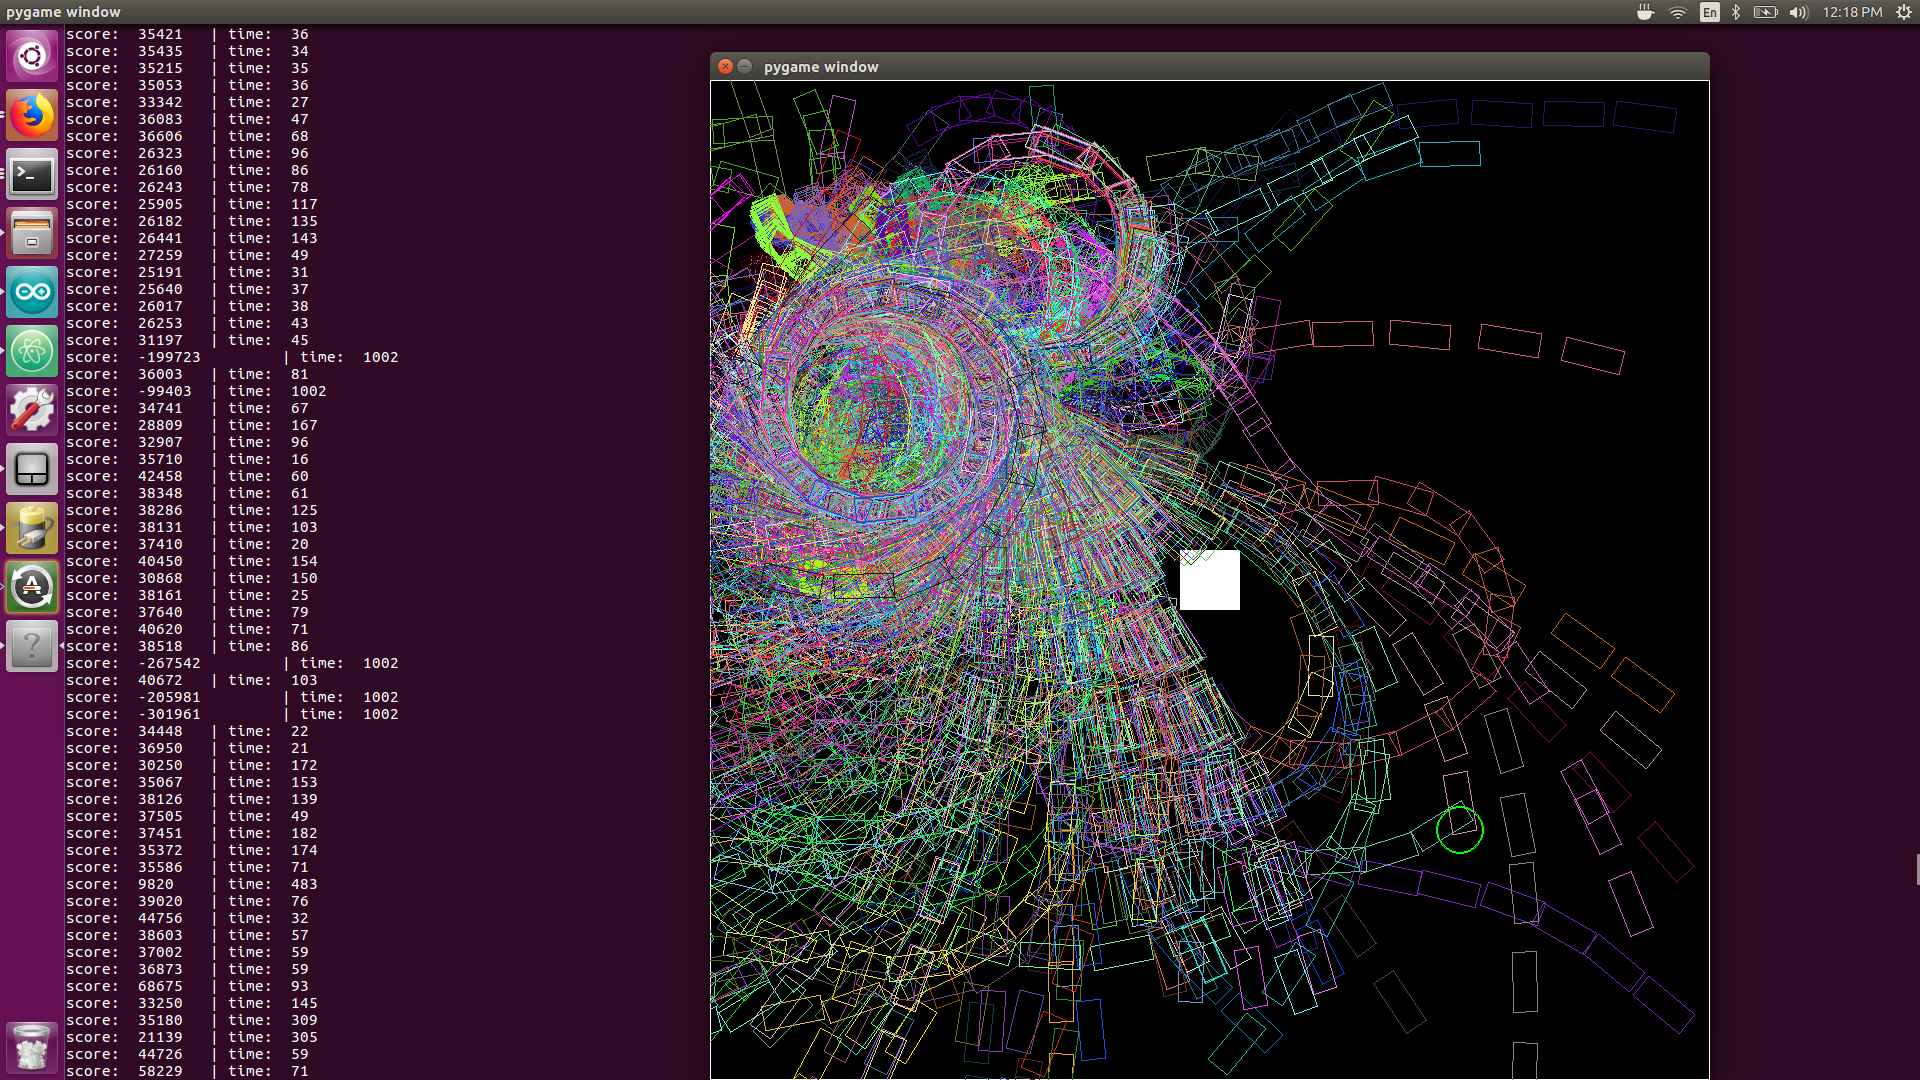 pygame window
En
12:18 PM
score: 35421 | time: 36
score: 35435 | time: 34
score: 35215 | time: 35
score: 35053 | time: 36
score: 33342 | time: 27
score: 36083 | time: 47
score: 36606 | time: 68
score: 26323 | time: 96
score: 26160 | time: 86
score: 26243 | time: 78
score: 25905 | time: 117
score: 26182 | time: 135
score: 26441 | time: 143
score: 27259 | time: 49
score: 25191 | time: 31
score: 25640 | time: 37
score: 26017 | time: 38
score: 26253 | time: 43
score: 31197 | time: 45
score: -199723 | time: 1002
score: 36003 | time: 81
score: -99403 | time: 1002
score: 34741 | time: 67
score: 28809 | time: 167
score: 32907 | time: 96
score: 35710 | time: 16
score: 42458 | time: 60
score: 38348 | time: 61
score: 38286 | time: 125
score: 38131 | time: 103
score: 37410 | time: 20
score: 40450 | time: 154
score: 30868 | time: 150
score: 38161 | time: 25
score: 37640 | time: 79
score: 40620 | time: 71
score: 38518 | time: 86
score: -267542 | time: 1002
score: 40672 | time: 103
score: -205981 | time: 1002
score: -301961 | time: 1002
score: 34448 | time: 22
score: 36950 | time: 21
score: 30250 | time: 172
score: 35067 | time: 153
score: 38126 | time: 139
score: 37505 | time: 49
score: 37451 | time: 182
score: 35372 | time: 174
score: 35586 | time: 71
score: 9820 | time: 483
score: 39020 | time: 76
score: 44756 | time: 32
score: 38603 | time: 57
score: 37002 | time: 59
score: 36873 | time: 59
score: 68675 | time: 93
score: 33250 | time: 145
score: 35180 | time: 309
score: 21139 | time: 305
score: 44726 | time: 59
score: 58229 | time: 71
pygame window